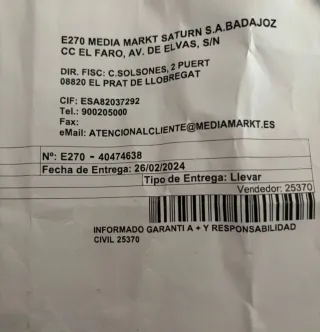 E270 MEDIA MARKT SATURN S.A.BADAJOZ
CC EL FARO, AV. DE ELVAS, S/N
DIR. FISC: C.SOLSONES, 2 PUERT
08820 EL PRAT DE LLOBREGAT
CIF: ESA82037292
Tel.: 900205000
Fax:
eMail: ATENCIONALCLIENTE@MEDIAMARKT.ES
Nº: E270 - 40474638
Fecha de Entrega: 26/02/2024
Tipo de Entrega: Llevar
Vendedor: 25370
INFORMADO GARANTI A + Y RESPONSABILIDAD
CIVIL 25370